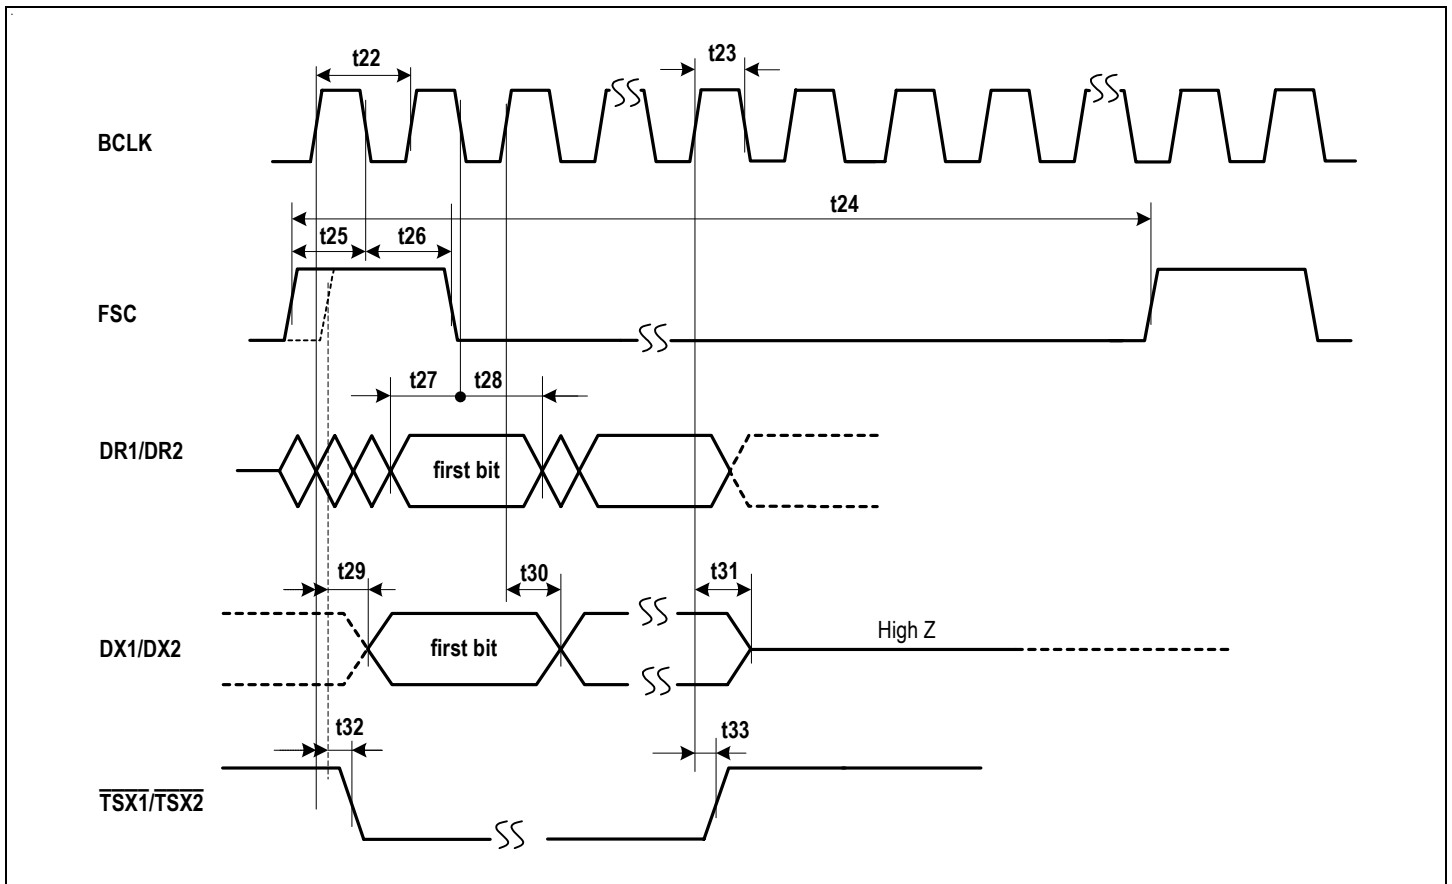 t22
t23
BCLK
t24
t25 t26
FSC
t27 t28
DR1/DR2
first bit
t29 t30 t31
DX1/DX2
first bit
High Z
t32 t33
TSX1/TSX2